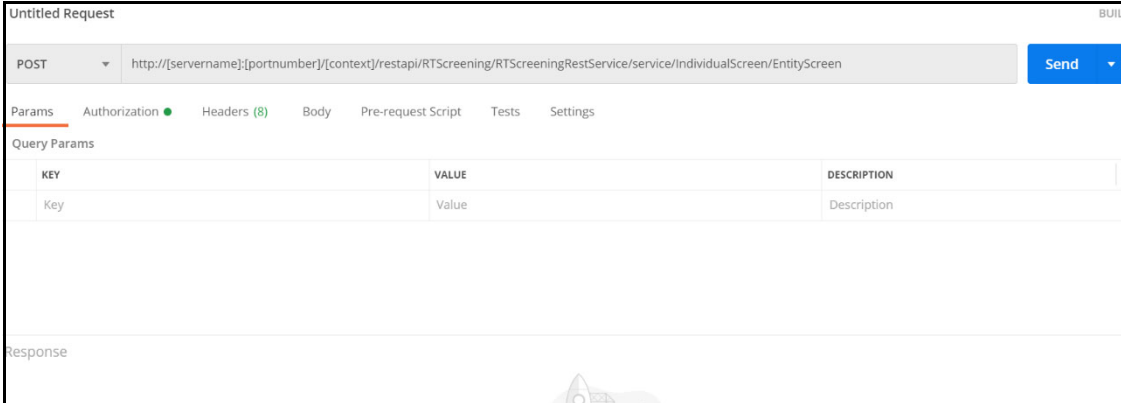 Untitled Request
POST http://[servername]:[portnumber]/[context]/restapi/RTScreening/RTScreeningRestService/service/IndividualScreen/EntityScreen Send
Params Authorization Headers (8) Body Pre-request Script Tests Settings
Query Params
KEY VALUE DESCRIPTION
Key Value Description
Response